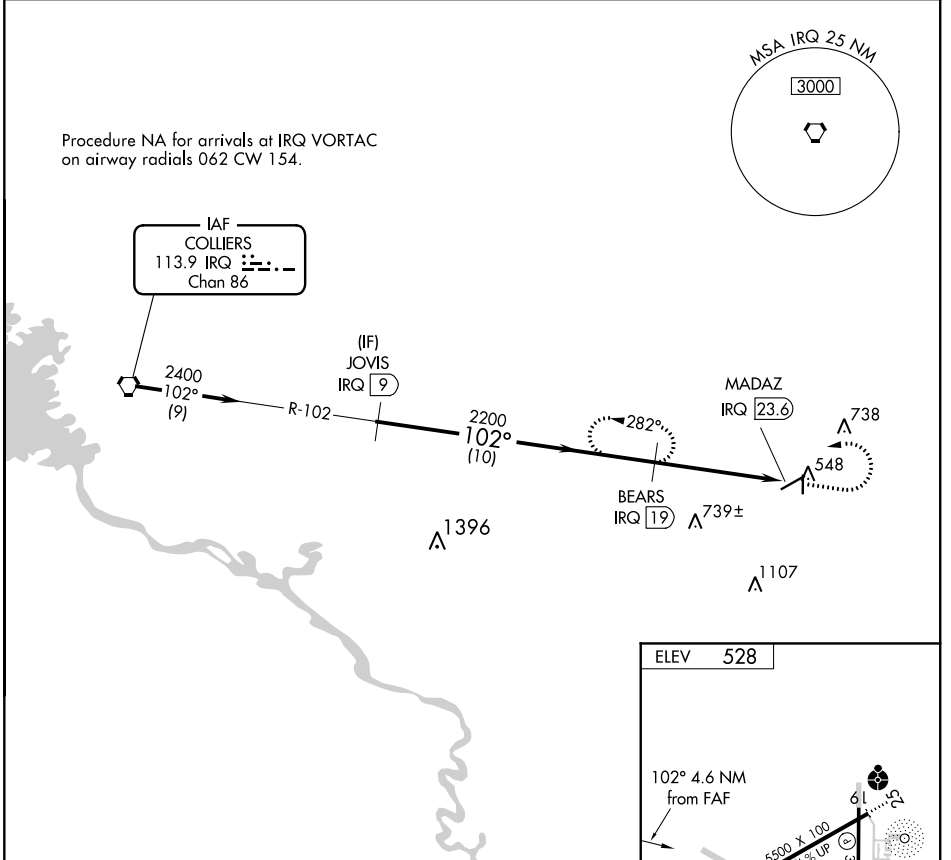 MSA IRQ 25 NM
3000
Procedure NA for arrivals at IRQ VORTAC
on airway radials 062 CW 154.
IAF
COLLIERS
113.9 IRQ
Chan 86
(IF)
JOVIS
IRQ 9
2400
102°
(9)
R-102
2200
102°
(10)
282°
MADAZ
IRQ 23.6
738
548
BEARS
IRQ 19
739±
1396
1107
ELEV 528
102° 4.6 NM
from FAF
19
25
5500 X 100
% UP
P